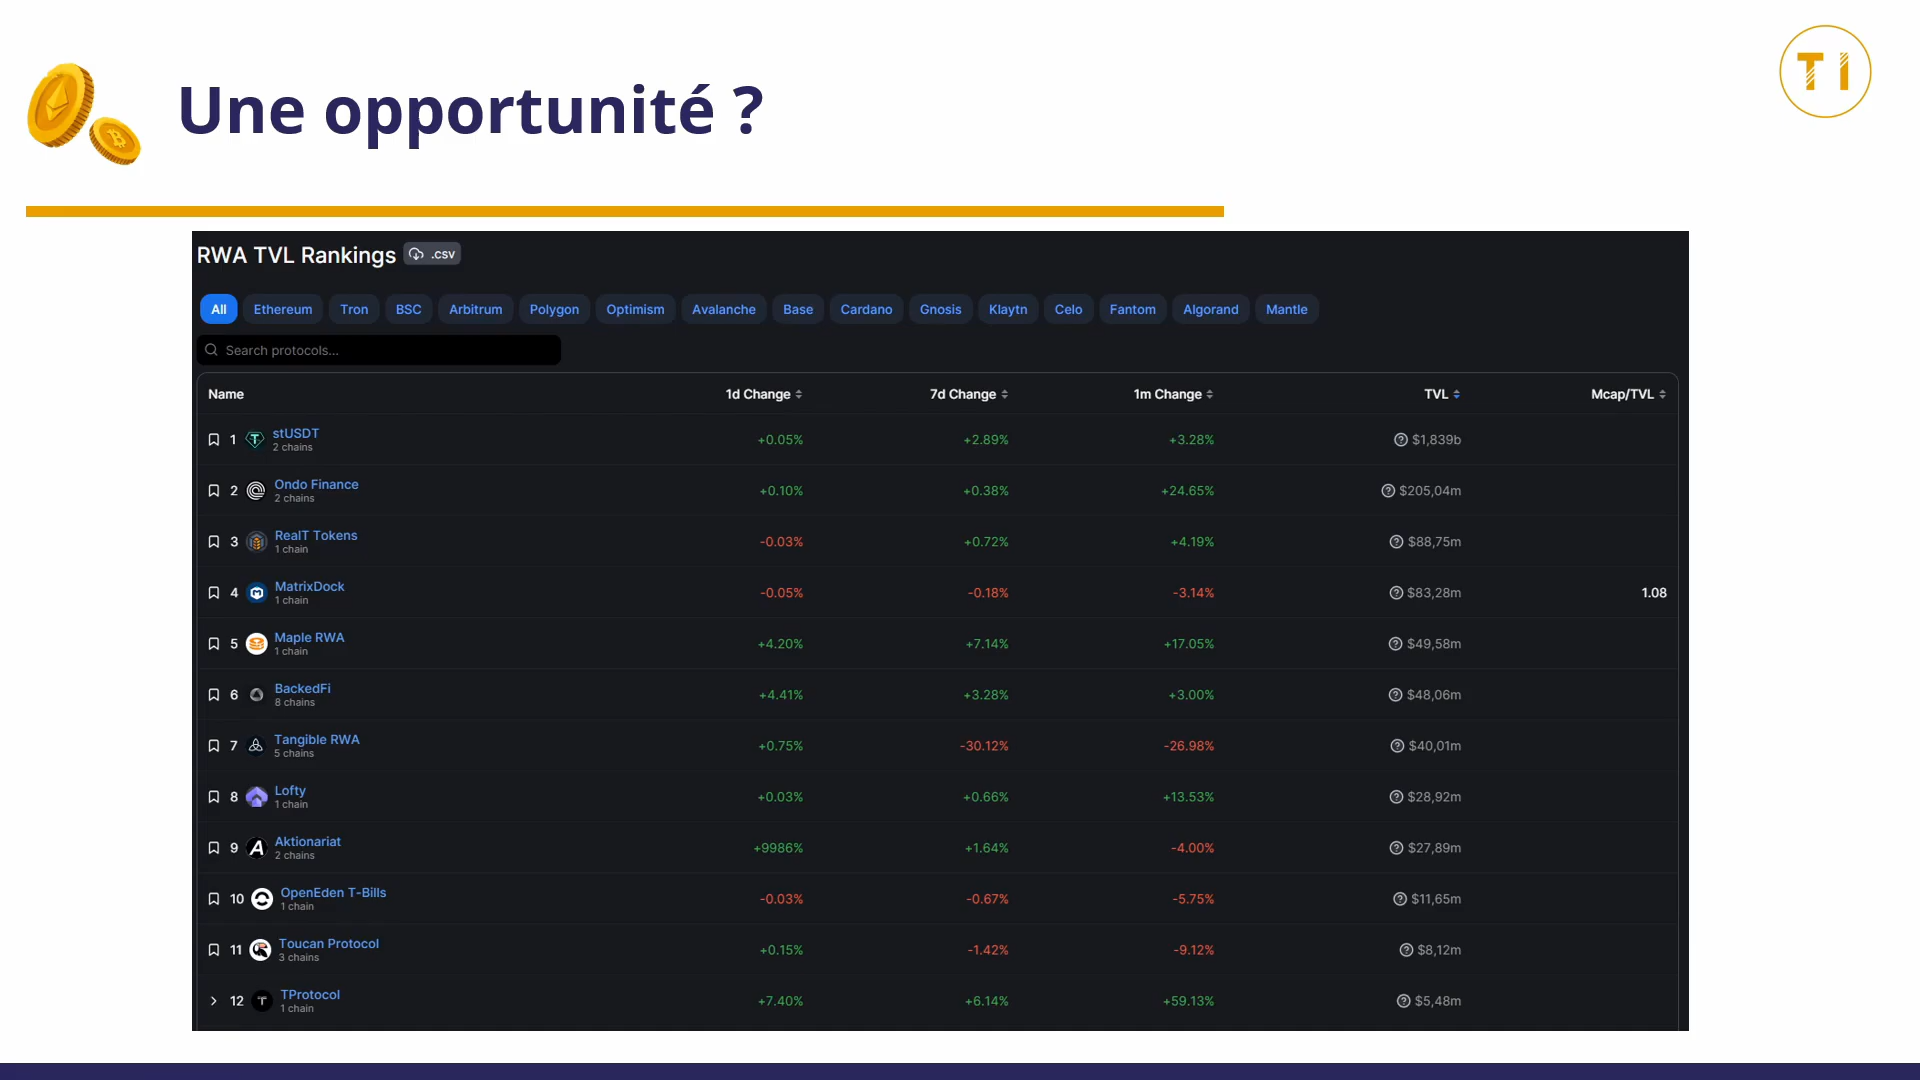 Une opportunité ?
T I
RWA TVL Rankings .csv
All Ethereum Tron BSC Arbitrum Polygon Optimism Avalanche Base Cardano Gnosis Klaytn Celo Fantom Algorand Mantle
Search protocols...
Name 1d Change 7d Change 1m Change TVL Mcap/TVL
1 stUSDT +0.05% +2.89% +3.28% $1,839b
2 chains
2 Ondo Finance +0.10% +0.38% +24.65% $205,04m
2 chains
3 RealT Tokens -0.03% +0.72% +4.19% $88,75m
1 chain
4 MatrixDock -0.05% -0.18% -3.14% $83,28m 1.08
1 chain
5 Maple RWA +4.20% +7.14% +17.05% $49,58m
1 chain
6 BackedFi +4.41% +3.28% +3.00% $48,06m
8 chains
7 Tangible RWA +0.75% -30.12% -26.98% $40,01m
5 chains
8 Lofty +0.03% +0.66% +13.53% $28,92m
1 chain
9 Aktionariat +9986% +1.64% -4.00% $27,89m
2 chains
10 OpenEden T-Bills -0.03% -0.67% -5.75% $11,65m
1 chain
11 Toucan Protocol +0.15% -1.42% -9.12% $8,12m
3 chains
12 TProtocol +7.40% +6.14% +59.13% $5,48m
1 chain